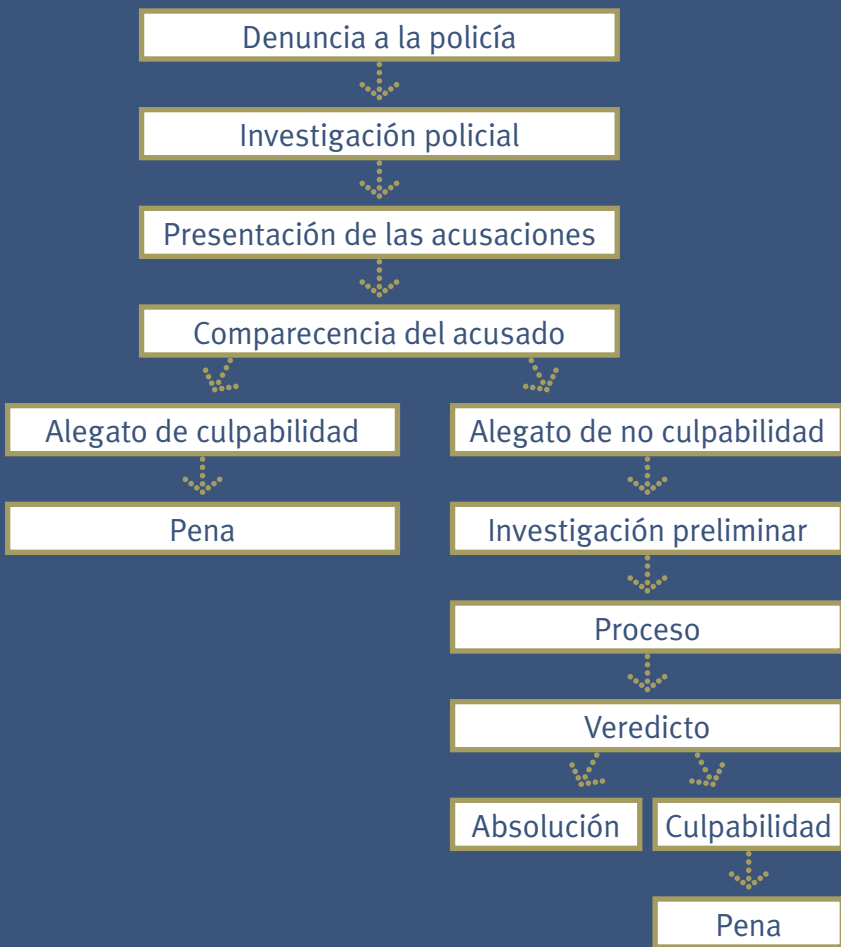 Denuncia a la policía
Investigación policial
Presentación de las acusaciones
Comparecencia del acusado
Alegato de culpabilidad
Alegato de no culpabilidad
Pena
Investigación preliminar
Proceso
Veredicto
Absolución
Culpabilidad
Pena